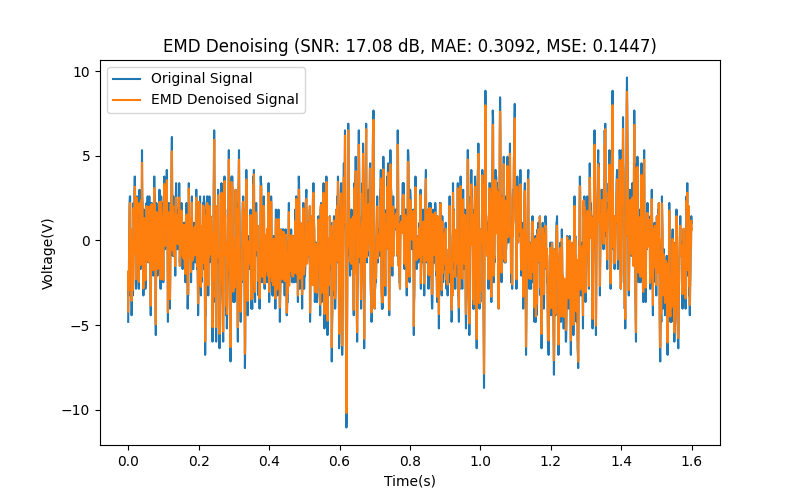 EMD Denoising (SNR: 17.08 dB, MAE: 0.3092, MSE: 0.1447)
Original Signal
EMD Denoised Signal
10
5
0
−5
−10
Voltage(V)
0.0 0.2 0.4 0.6 0.8 1.0 1.2 1.4 1.6
Time(s)